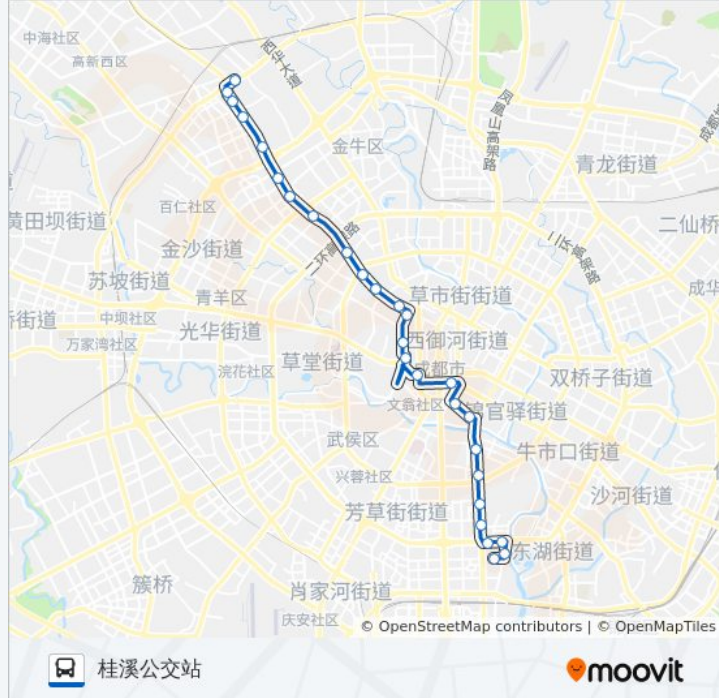 中海社区
西华大道
高新西区
凤凰山高架路
成都
金牛区
青龙街道
百仁社区
黄田坝街道
二仙桥
金沙街道
二环高架路
苏坡街道
草市街街道
青羊区
成华
桥街道
中坝社区
光华街道
西御河街道
万家湾社区
草堂街道
成都市
浣花社区
双桥子街道
文翁社区
锦官驿街道
武侯区
牛市口街道
兴蓉社区
沙河街道
芳草街街道
东湖街道
簇桥
肖家河街道
庆安社区
© OpenStreetMap contributors | © OpenMapTiles
桂溪公交站
moovit